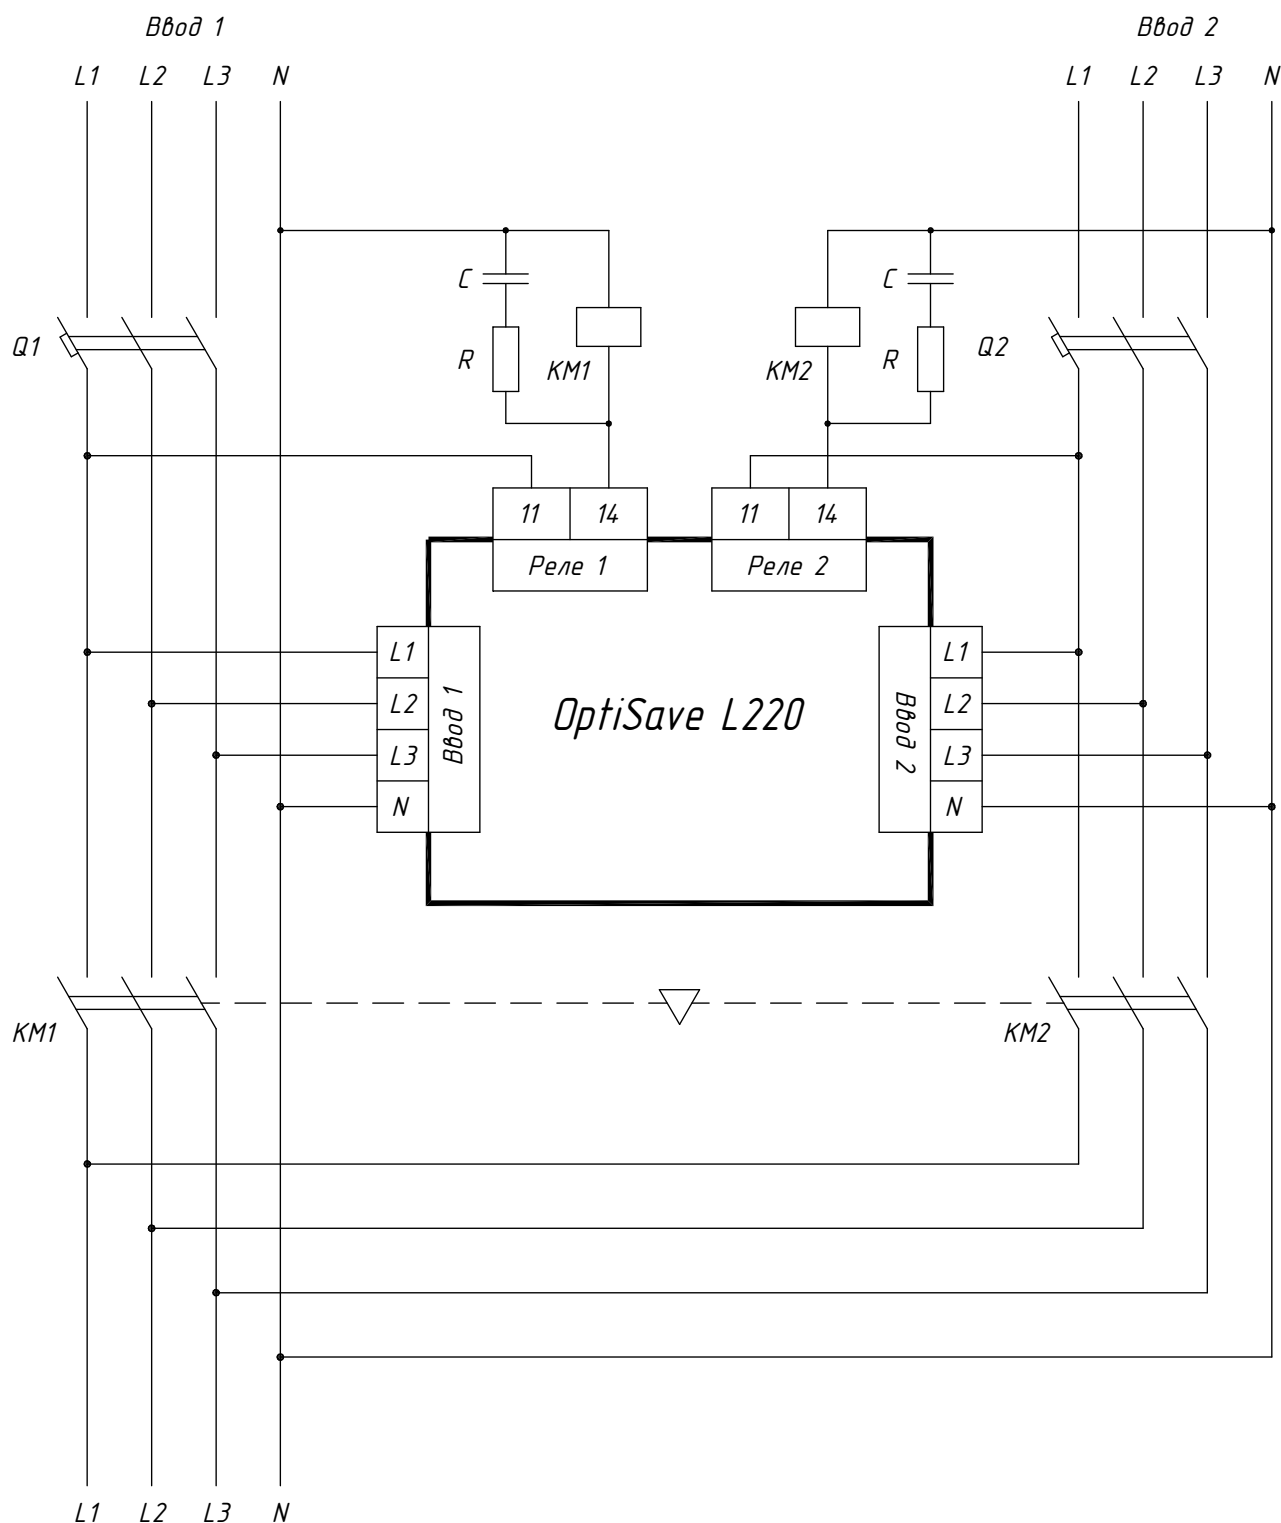 Ввод 1 Ввод 2
L1 L2 L3 N L1 L2 L3 N
C C
Q1 R KM1 KM2 R Q2
11 14 11 14
Реле 1 Реле 2
L1 L1
L2 L2
L3 L3
N N
Ввод 1
OptiSave L220
Ввод 2
KM1 KM2
L1 L2 L3 N